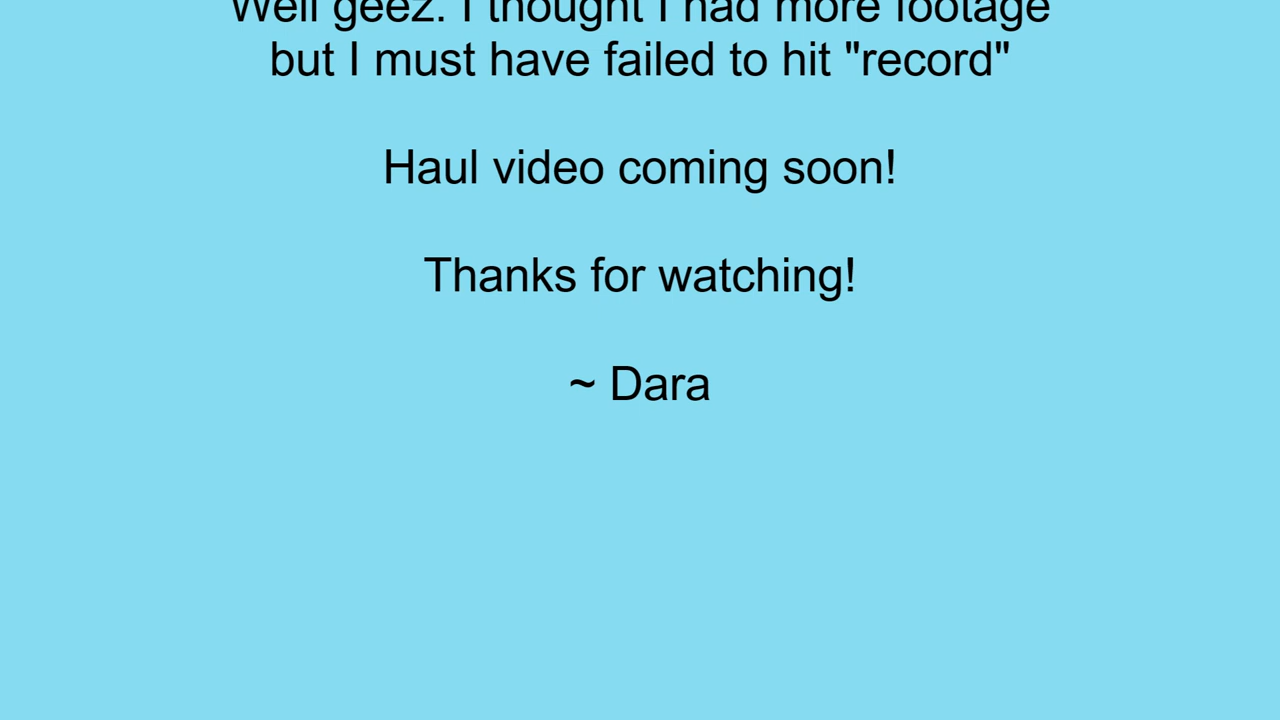 Well geez. I thought I had more footage
but I must have failed to hit "record"
Haul video coming soon!
Thanks for watching!
~ Dara